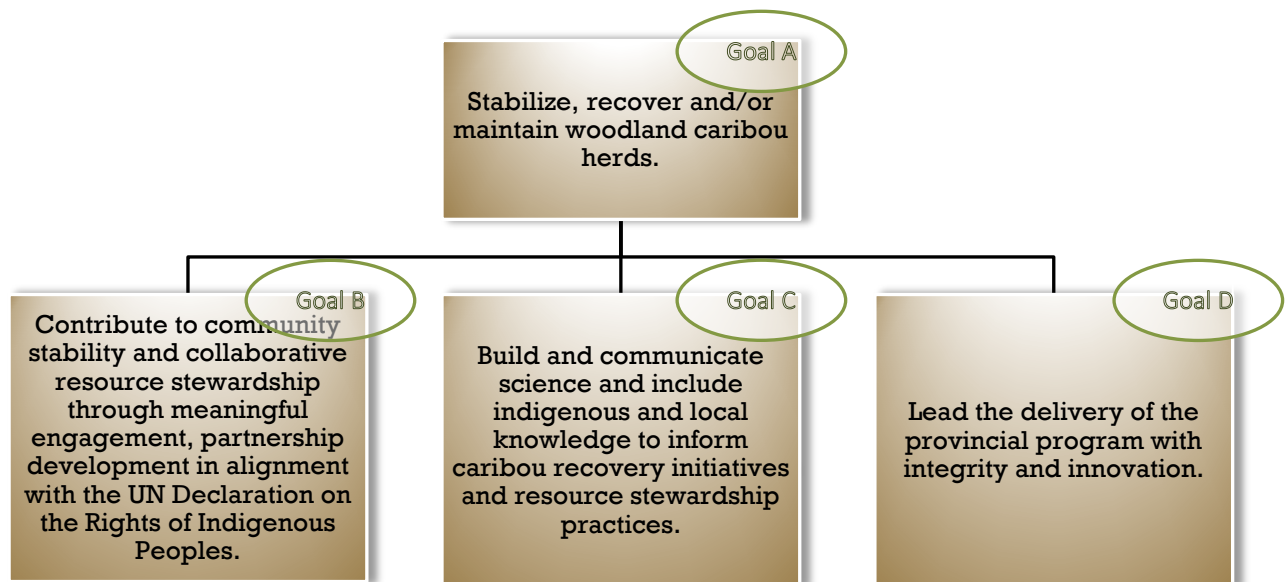 Goal A
Stabilize, recover and/or
maintain woodland caribou
herds.
Goal B
Contribute to community
stability and collaborative
resource stewardship
through meaningful
engagement, partnership
development in alignment
with the UN Declaration on
the Rights of Indigenous
Peoples.
Goal C
Build and communicate
science and include
indigenous and local
knowledge to inform
caribou recovery initiatives
and resource stewardship
practices.
Goal D
Lead the delivery of the
provincial program with
integrity and innovation.